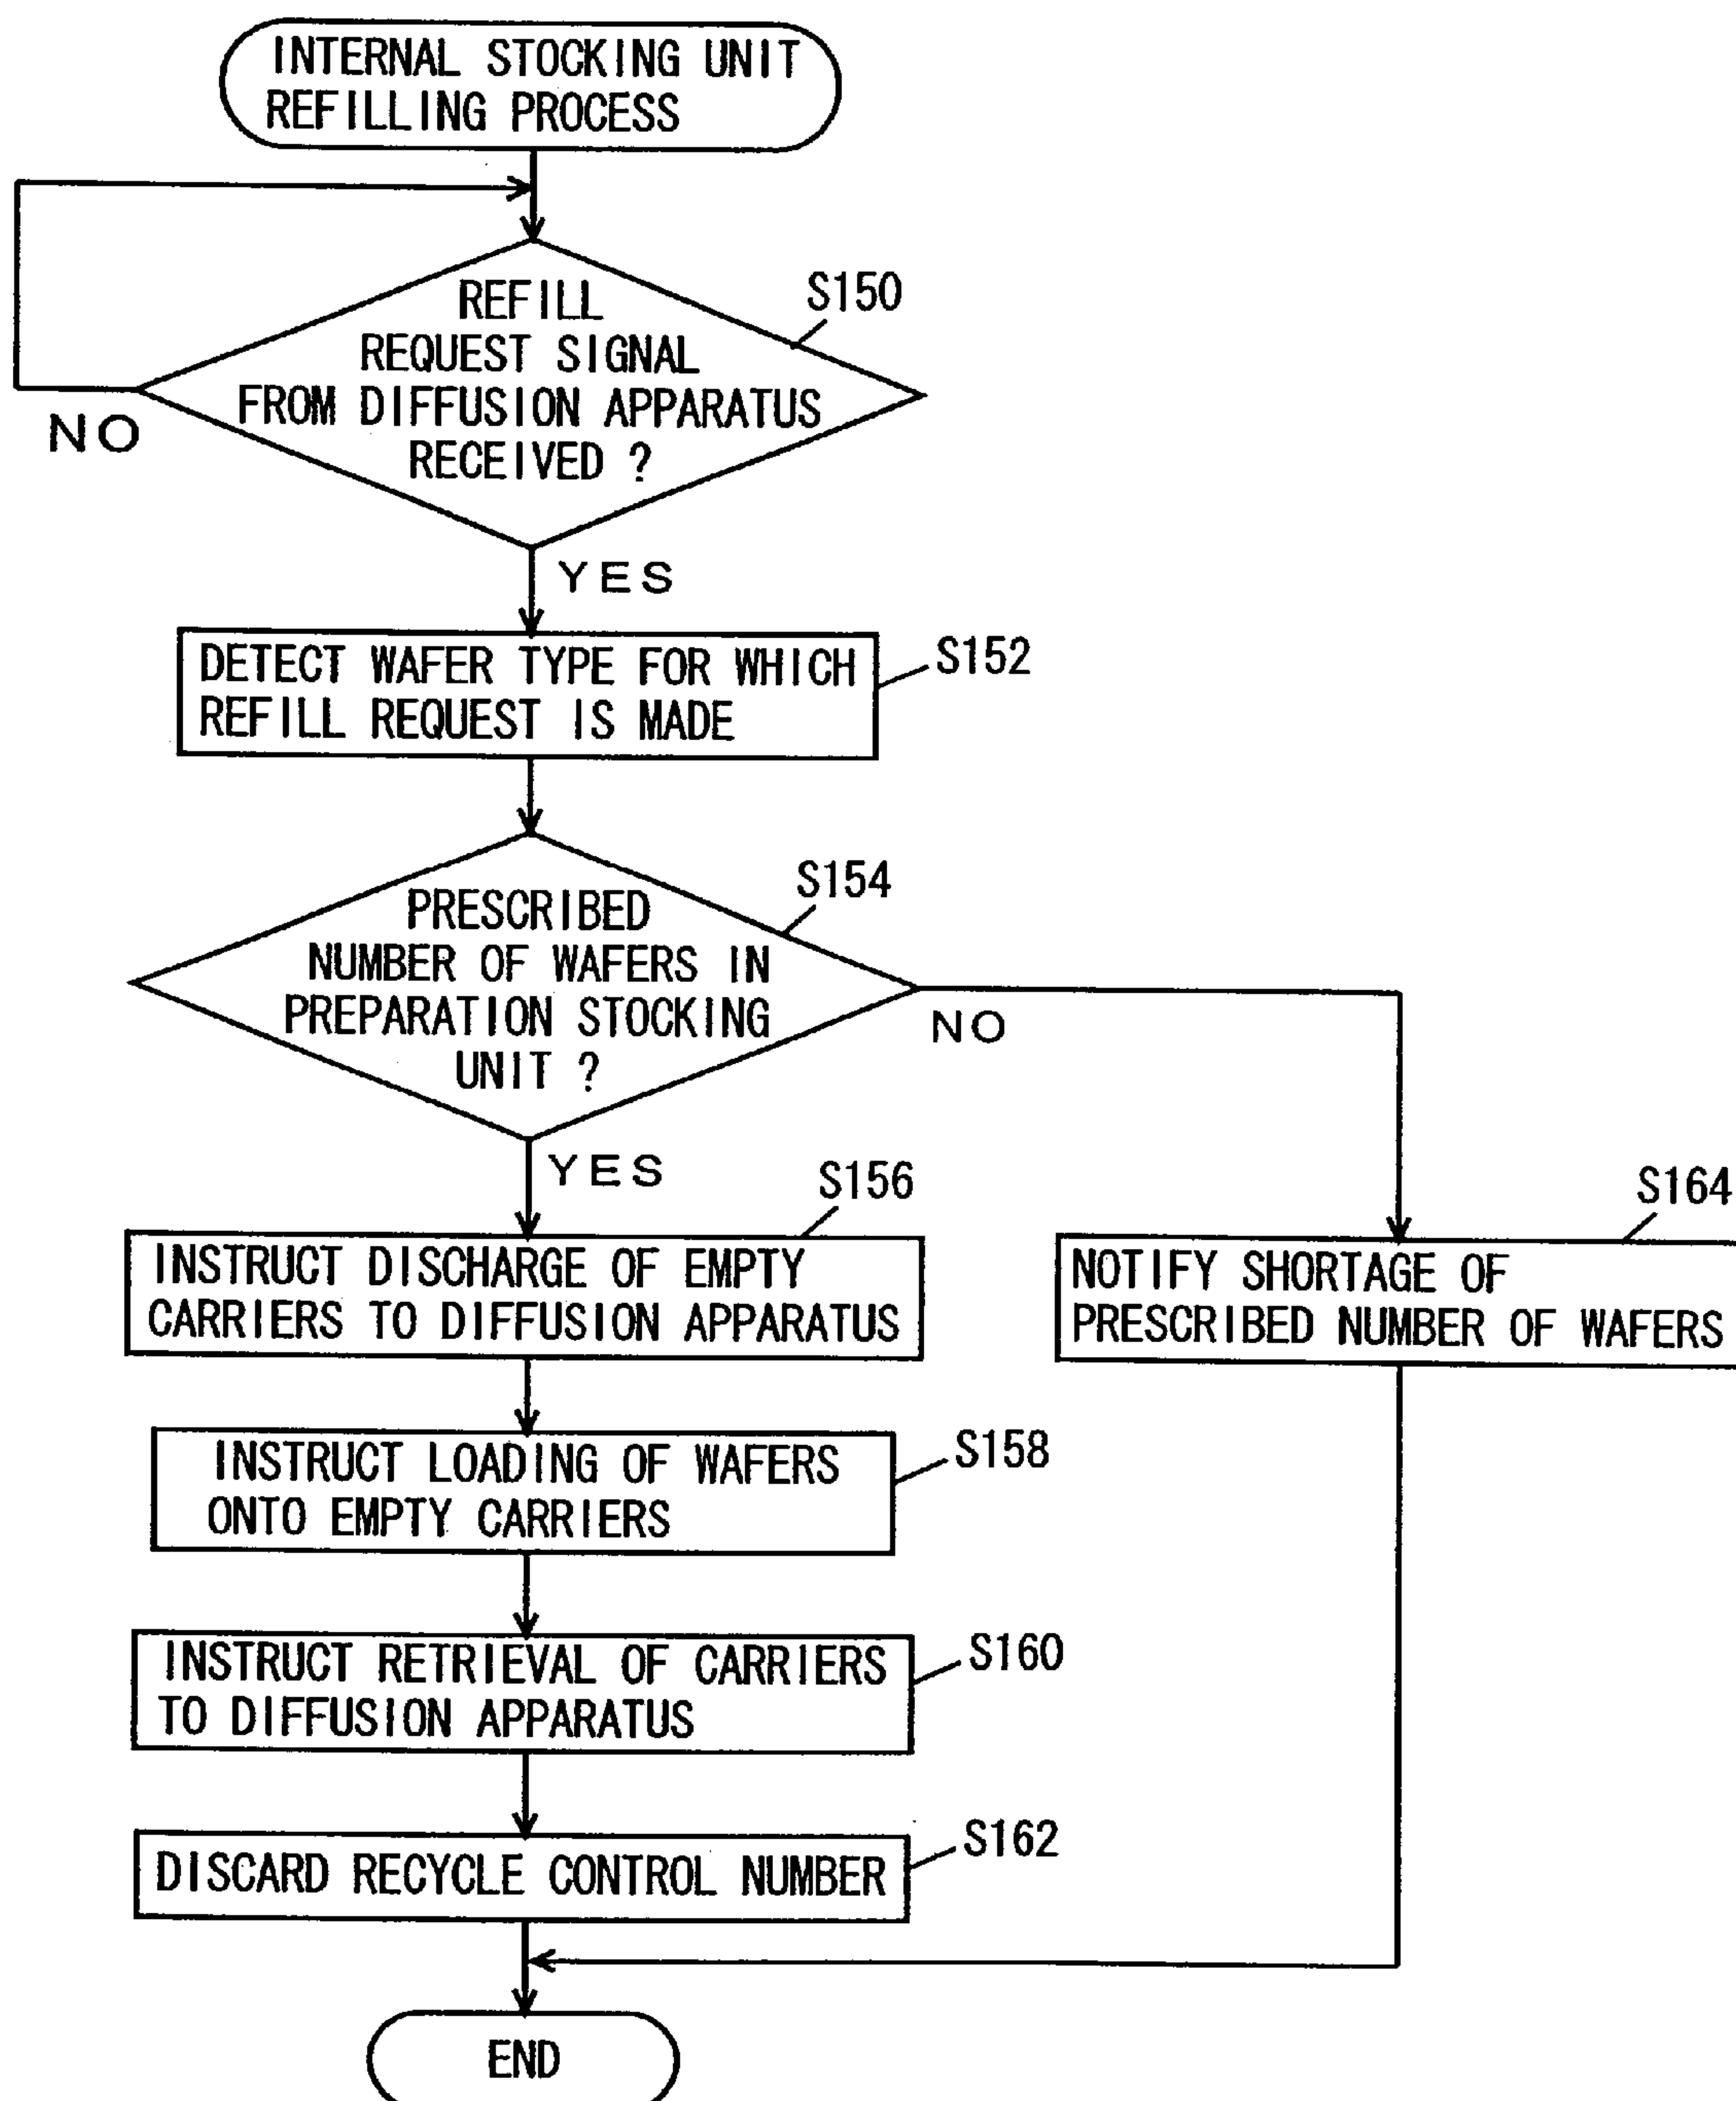 INTERNAL STOCKING UNIT
REFILLING PROCESS
S150
REFILL
REQUEST SIGNAL
FROM DIFFUSION APPARATUS
RECEIVED ?
NO
YES
S152
DETECT WAFER TYPE FOR WHICH
REFILL REQUEST IS MADE
S154
PRESCRIBED
NUMBER OF WAFERS IN
PREPARATION STOCKING
UNIT ?
NO
YES
S156
INSTRUCT DISCHARGE OF EMPTY
CARRIERS TO DIFFUSION APPARATUS
S164
NOTIFY SHORTAGE OF
PRESCRIBED NUMBER OF WAFERS
S158
INSTRUCT LOADING OF WAFERS
ONTO EMPTY CARRIERS
S160
INSTRUCT RETRIEVAL OF CARRIERS
TO DIFFUSION APPARATUS
S162
DISCARD RECYCLE CONTROL NUMBER
END